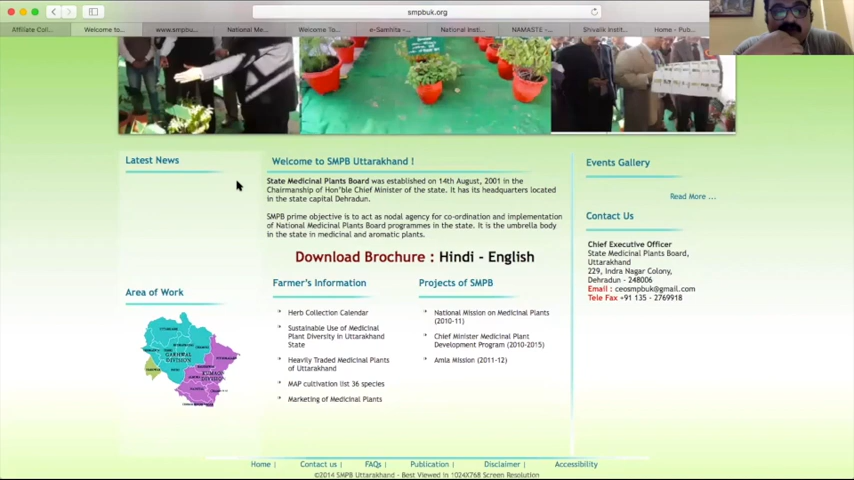 smpbuk.org
Affiliate Coll...
Welcome to...
www.smpbu...
National Me...
Welcome To...
e-Samhita -...
National Insti...
NAMASTE -...
Shivalik Instit...
Home - Pub...
Latest News
Welcome to SMPB Uttarakhand !
State Medicinal Plants Board was established on 14th August, 2001 in the
Chairmanship of Hon'ble Chief Minister of the state. It has its headquarters located
in the state capital Dehradun.
SMPB prime objective is to act as nodal agency for co-ordination and implementation
of National Medicinal Plants Board programmes in the state. It is the umbrella body
in the state in medicinal and aromatic plants.
Download Brochure : Hindi - English
Farmer's Information
Herb Collection Calendar
Sustainable Use of Medicinal
Plant Diversity in Uttarakhand
State
Heavily Traded Medicinal Plants
of Uttarakhand
MAP cultivation list 36 species
Marketing of Medicinal Plants
Projects of SMPB
National Mission on Medicinal Plants
(2010-11)
Chief Minister Medicinal Plant
Development Program (2010-2015)
Amla Mission (2011-12)
Events Gallery
Read More ...
Contact Us
Chief Executive Officer
State Medicinal Plants Board,
Uttarakhand
229, Indra Nagar Colony,
Dehradun - 248006
Email : ceosmpbuk@gmail.com
Tele Fax +91 135 - 2769918
Area of Work
GARHWAL
DIVISION
KUMAON
DIVISION
Home |
Contact us |
FAQs |
Publication |
Disclaimer |
Accessibility
©2014 SMPB Uttarakhand - Best Viewed in 1024X768 Screen Resolution